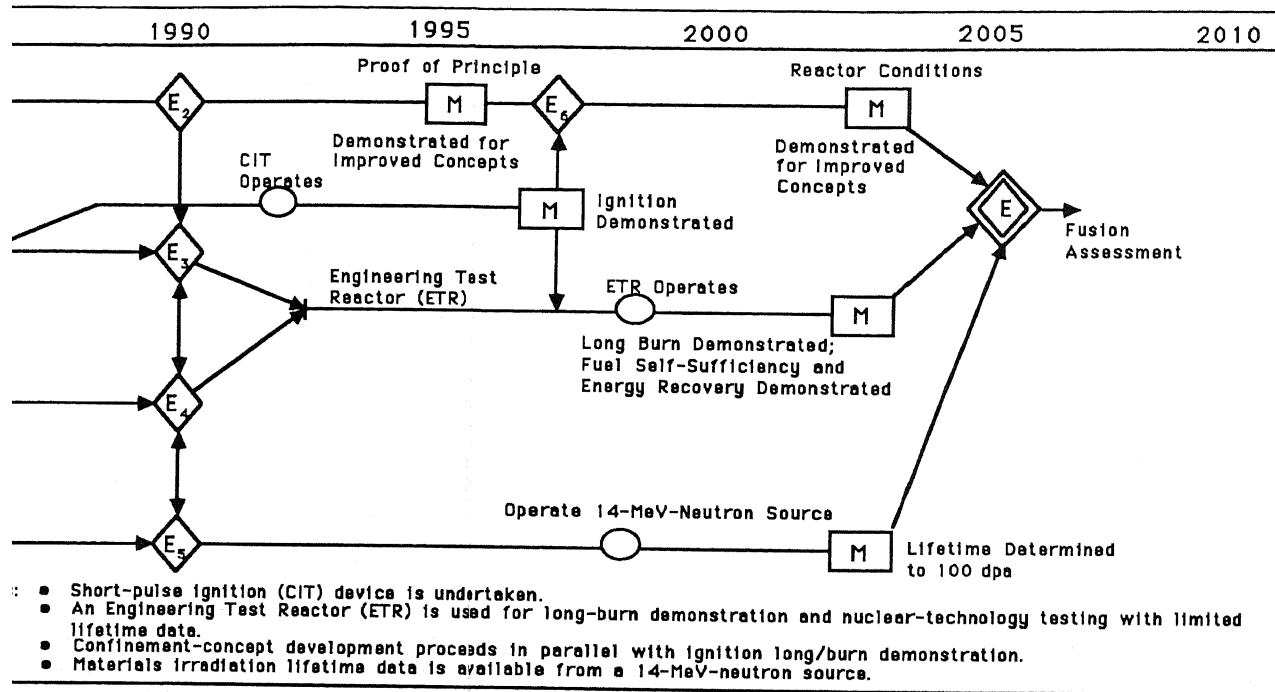 1990 1995 2000 2005 2010
Proof of Principle
Reactor Conditions
E2
M
E6
M
Demonstrated for
Improved Concepts
Demonstrated
for Improved
Concepts
CIT
Operates
M
Ignition
Demonstrated
E
Fusion
Assessment
E3
Engineering Test
Reactor (ETR)
ETR Operates
M
Long Burn Demonstrated;
Fuel Self-Sufficiency and
Energy Recovery Demonstrated
E4
Operate 14-MeV-Neutron Source
E5
M
Lifetime Determined
to 100 dpa
: • Short-pulse ignition (CIT) device is undertaken.
• An Engineering Test Reactor (ETR) is used for long-burn demonstration and nuclear-technology testing with limited
lifetime data.
• Confinement-concept development proceeds in parallel with ignition long/burn demonstration.
• Materials irradiation lifetime data is available from a 14-MeV-neutron source.